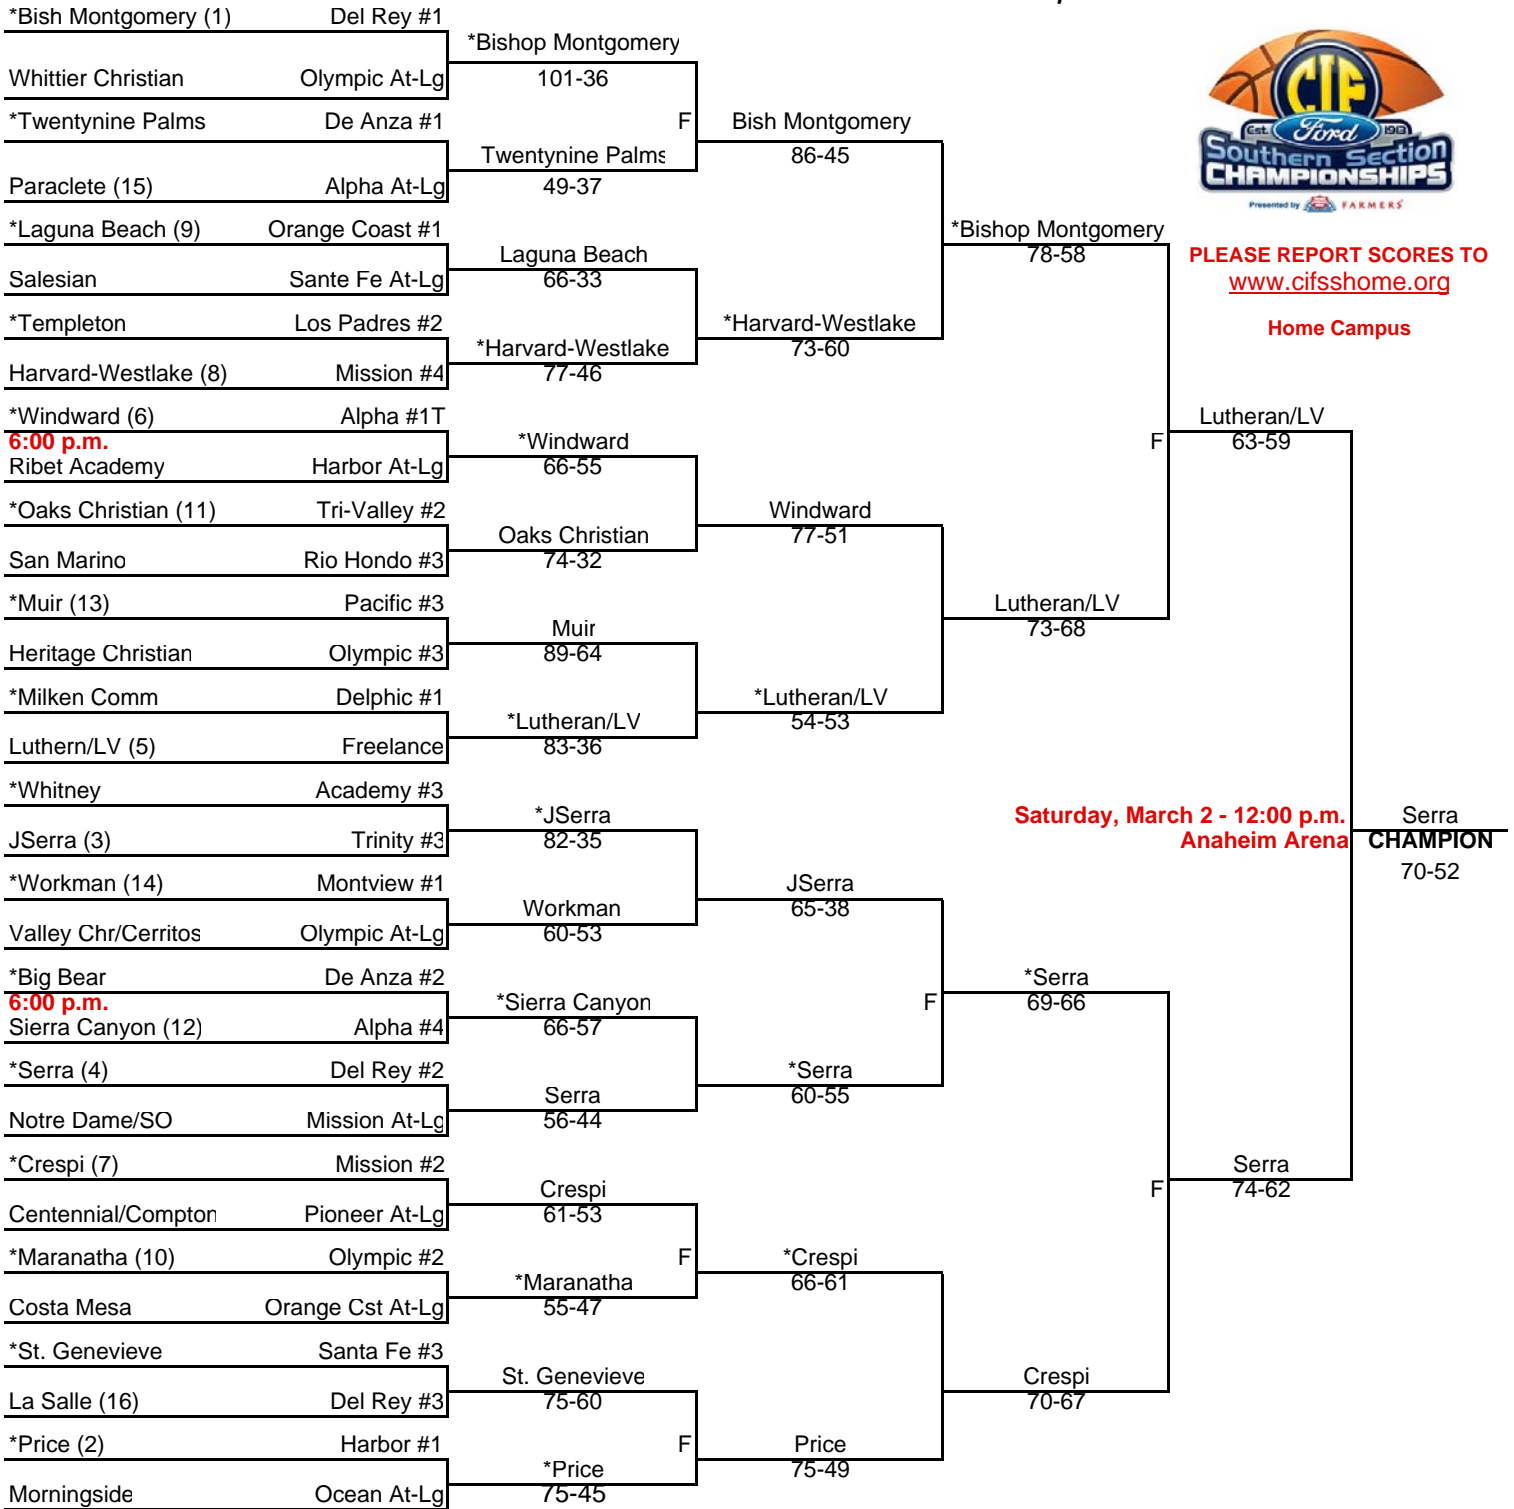 *Bish Montgomery (1) Del Rey #1
*Bishop Montgomery
Whittier Christian Olympic At-Lg
101-36
*Twentynine Palms De Anza #1
F
Bish Montgomery
86-45
Twentynine Palms
49-37
Paraclete (15) Alpha At-Lg
*Laguna Beach (9) Orange Coast #1
*Bishop Montgomery
78-58
Laguna Beach
66-33
Salesian Sante Fe At-Lg
*Templeton Los Padres #2
*Harvard-Westlake
73-60
*Harvard-Westlake
77-46
Harvard-Westlake (8) Mission #4
CIF
Est. Ford 1913
Southern Section
CHAMPIONSHIPS
Presented by FARMERS
PLEASE REPORT SCORES TO
www.cifsshome.org
Home Campus
*Windward (6) Alpha #1T
6:00 p.m.
*Windward
66-55
Ribet Academy Harbor At-Lg
F
Lutheran/LV
63-59
*Oaks Christian (11) Tri-Valley #2
Windward
77-51
Oaks Christian
74-32
San Marino Rio Hondo #3
*Muir (13) Pacific #3
Lutheran/LV
73-68
Muir
89-64
Heritage Christian Olympic #3
*Milken Comm Delphic #1
*Lutheran/LV
54-53
*Lutheran/LV
83-36
Luthern/LV (5) Freelance
*Whitney Academy #3
*JSerra
82-35
JSerra (3) Trinity #3
Saturday, March 2 - 12:00 p.m.
Anaheim Arena
Serra
CHAMPION
70-52
*Workman (14) Montview #1
JSerra
65-38
Workman
60-53
Valley Chr/Cerritos Olympic At-Lg
*Big Bear De Anza #2
6:00 p.m.
*Sierra Canyon
66-57
F
*Serra
69-66
Sierra Canyon (12) Alpha #4
*Serra (4) Del Rey #2
*Serra
60-55
Serra
56-44
Notre Dame/SO Mission At-Lg
*Crespi (7) Mission #2
Crespi
61-53
F
Serra
74-62
Centennial/Compton Pioneer At-Lg
*Maranatha (10) Olympic #2
F
*Crespi
66-61
*Maranatha
55-47
Costa Mesa Orange Cst At-Lg
*St. Genevieve Santa Fe #3
St. Genevieve
75-60
Crespi
70-67
La Salle (16) Del Rey #3
*Price (2) Harbor #1
F
Price
75-49
*Price
75-45
Morningside Ocean At-Lg